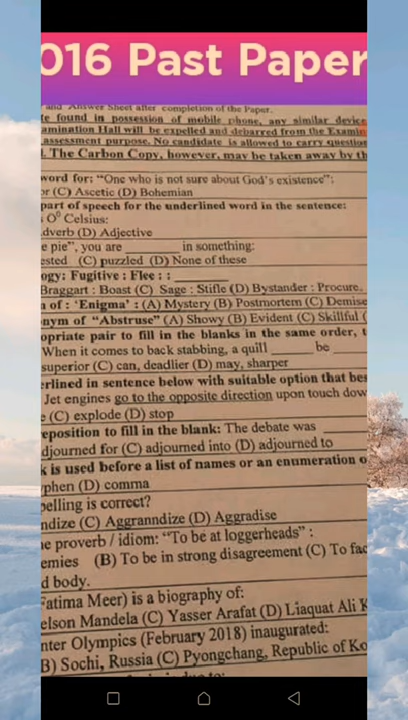 016 Past Paper
and Answer Sheet after completion of the Paper.
te found in possession of mobile phone, any similar device
amination Hall will be expelled and debarred from the Examin
assessment purpose. No candidate is allowed to carry question
l. The Carbon Copy, however, may be taken away by th
word for: "One who is not sure about God's existence":
or (C) Ascetic (D) Bohemian
part of speech for the underlined word in the sentence:
0⁰ Celsius:
dverb (D) Adjective
e pie", you are ________ in something:
ested (C) puzzled (D) None of these
ogy: Fugitive : Flee : : ________
Braggart : Boast (C) Sage : Stifle (D) Bystander : Procure.
n of : 'Enigma' : (A) Mystery (B) Postmortem (C) Demise
nym of "Abstruse" (A) Showy (B) Evident (C) Skillful (
opriate pair to fill in the blanks in the same order, t
When it comes to back stabbing, a quill ____ be ____
superior (C) can, deadlier (D) may, sharper
erlined in sentence below with suitable option that bes
Jet engines go to the opposite direction upon touch dow
e (C) explode (D) stop
eposition to fill in the blank: The debate was ____
djourned for (C) adjourned into (D) adjourned to
k is used before a list of names or an enumeration o
yphen (D) comma
pelling is correct?
ndize (C) Aggranndize (D) Aggradise
e proverb / idiom: "To be at loggerheads" :
emies (B) To be in strong disagreement (C) To fac
d body.
Fatima Meer) is a biography of:
elson Mandela (C) Yasser Arafat (D) Liaquat Ali K
nter Olympics (February 2018) inaugurated:
B) Sochi, Russia (C) Pyongchang, Republic of Ko